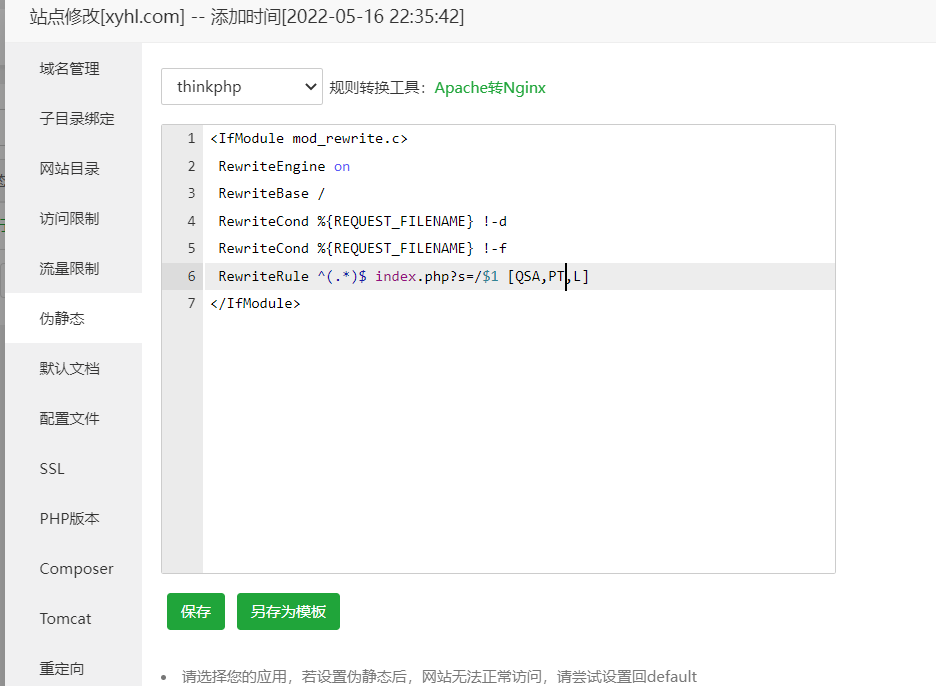 站点修改[xyhl.com] -- 添加时间[2022-05-16 22:35:42]
域名管理
子目录绑定
网站目录
访问限制
流量限制
伪静态
默认文档
配置文件
SSL
PHP版本
Composer
Tomcat
重定向
thinkphp 规则转换工具：Apache转Nginx
1 <IfModule mod_rewrite.c>
2 RewriteEngine on
3 RewriteBase /
4 RewriteCond %{REQUEST_FILENAME} !-d
5 RewriteCond %{REQUEST_FILENAME} !-f
6 RewriteRule ^(.*)$ index.php?s=/$1 [QSA,PT,L]
7 </IfModule>
保存 另存为模板
• 请选择您的应用，若设置伪静态后，网站无法正常访问，请尝试设置回default